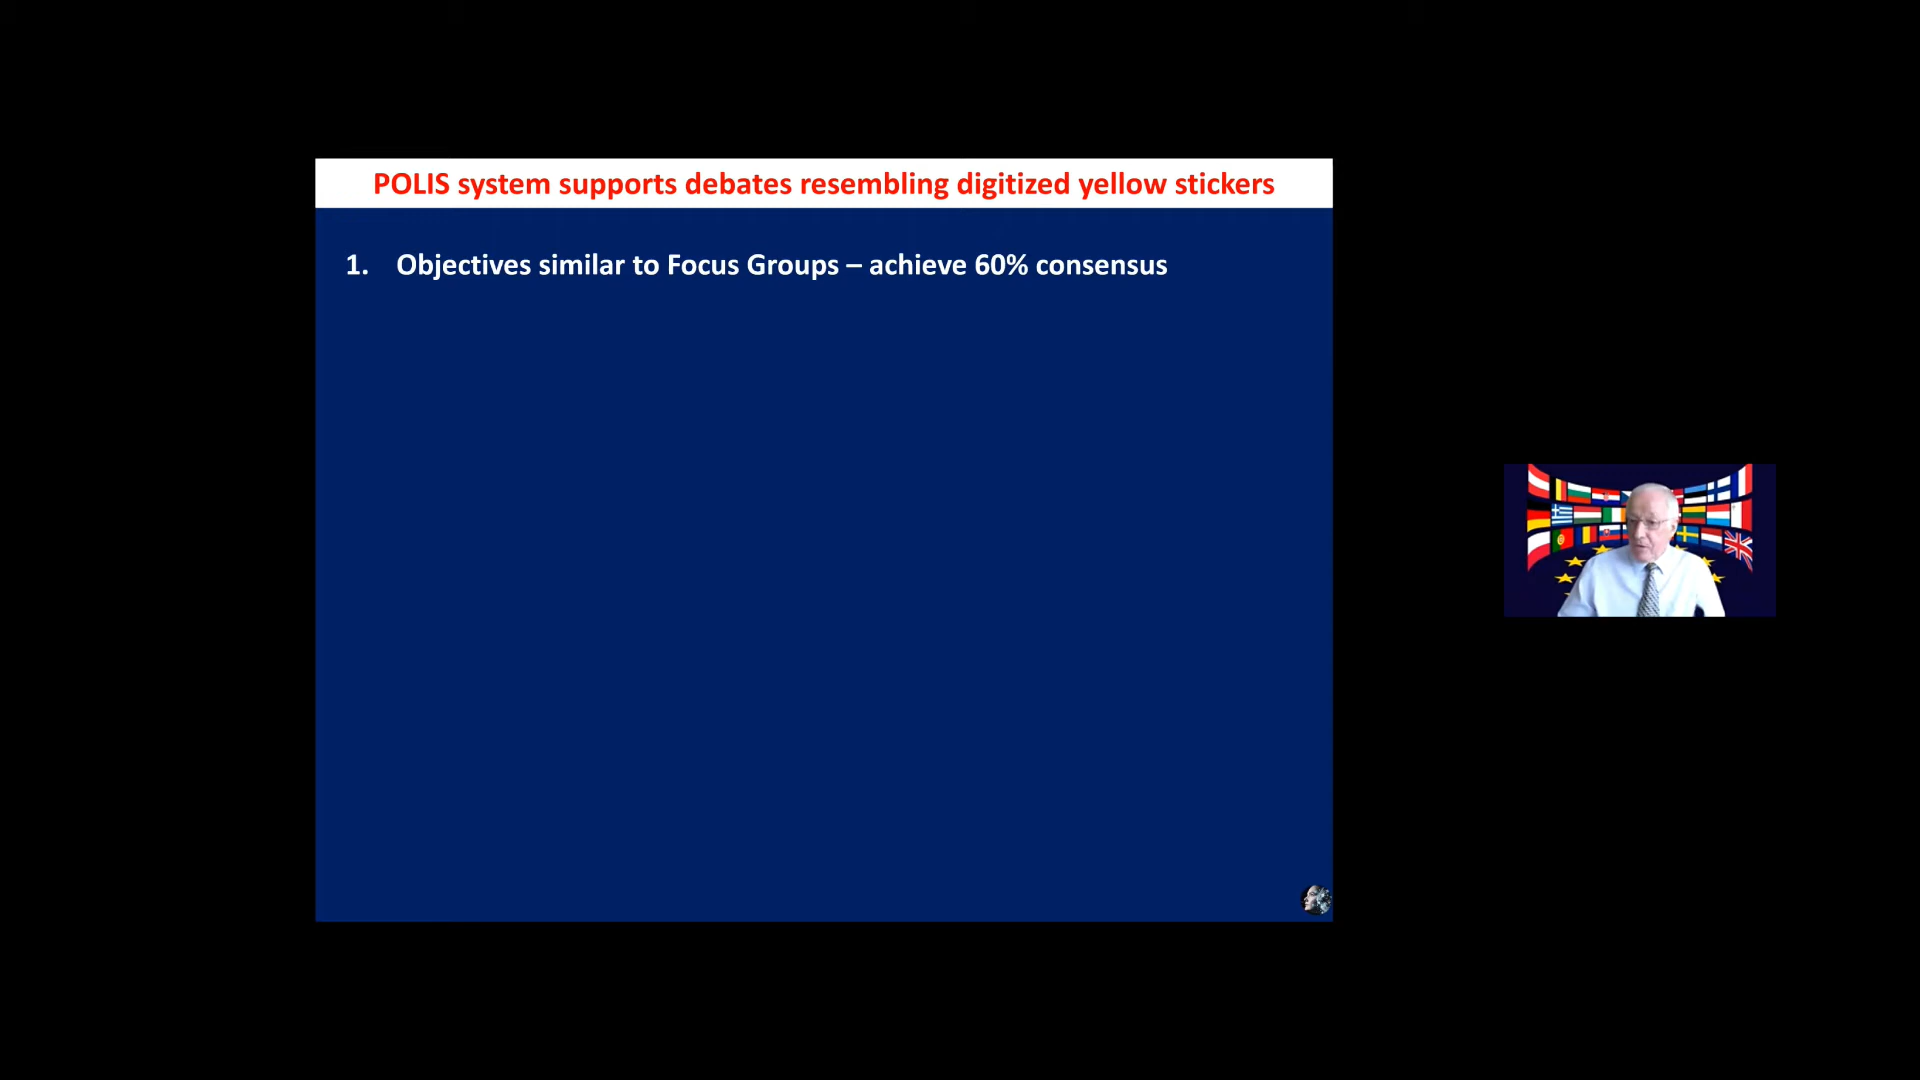 POLIS system supports debates resembling digitized yellow stickers
1. Objectives similar to Focus Groups – achieve 60% consensus